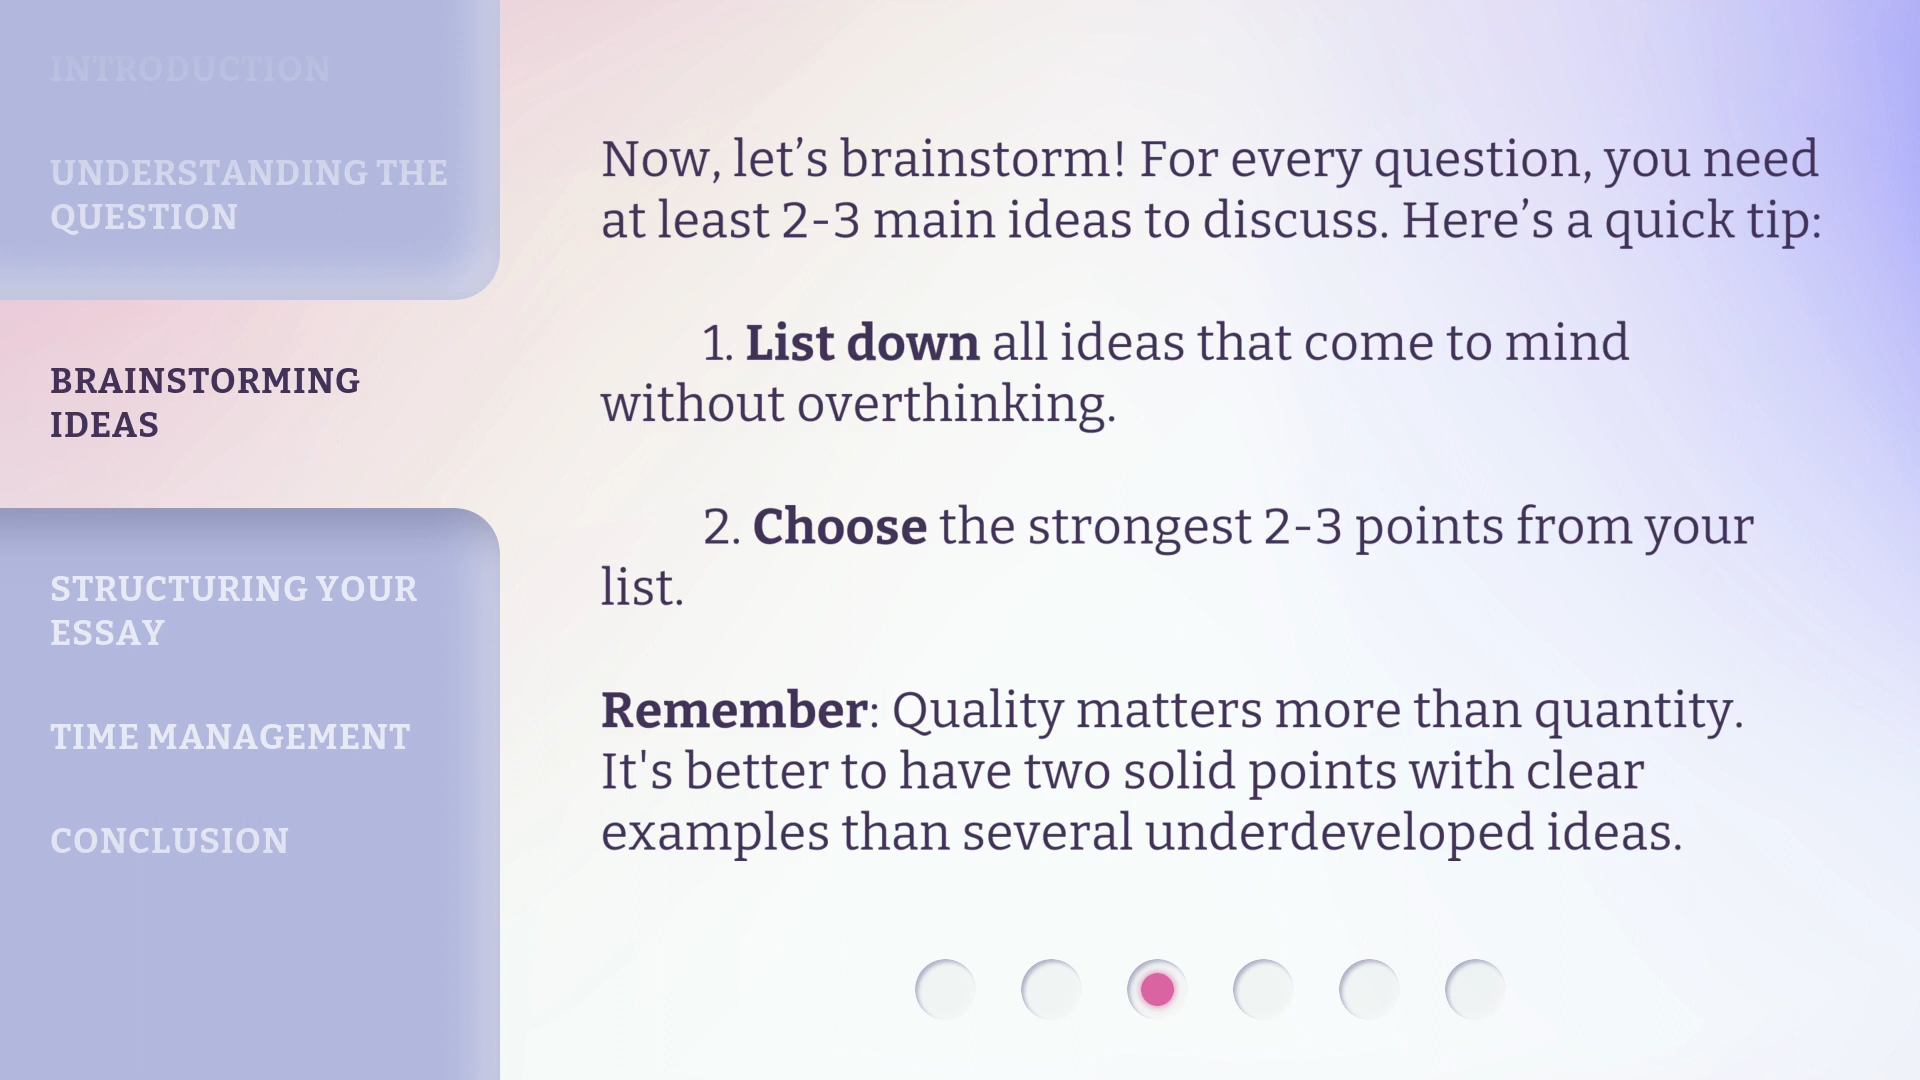 INTRODUCTION
UNDERSTANDING THE
QUESTION
BRAINSTORMING
IDEAS
STRUCTURING YOUR
ESSAY
TIME MANAGEMENT
CONCLUSION
Now, let’s brainstorm! For every question, you need
at least 2-3 main ideas to discuss. Here’s a quick tip:
1. List down all ideas that come to mind
without overthinking.
2. Choose the strongest 2-3 points from your
list.
Remember: Quality matters more than quantity.
It's better to have two solid points with clear
examples than several underdeveloped ideas.